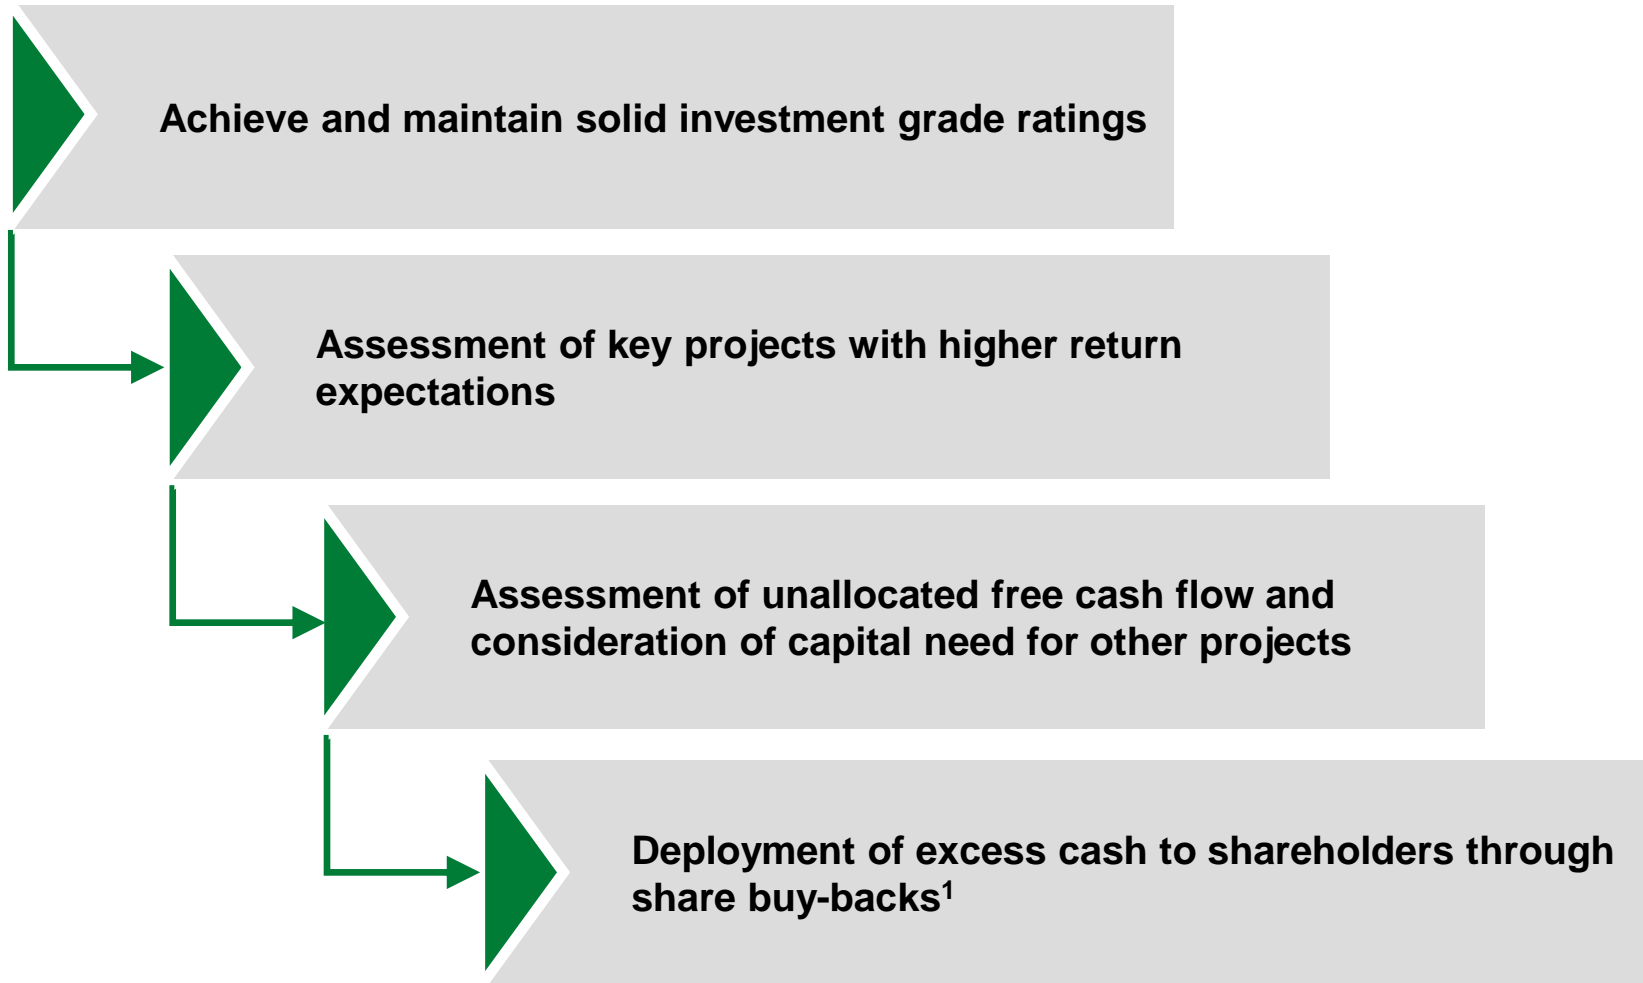 Achieve and maintain solid investment grade ratings
Assessment of key projects with higher return
expectations
Assessment of unallocated free cash flow and
consideration of capital need for other projects
Deployment of excess cash to shareholders through
share buy-backs¹